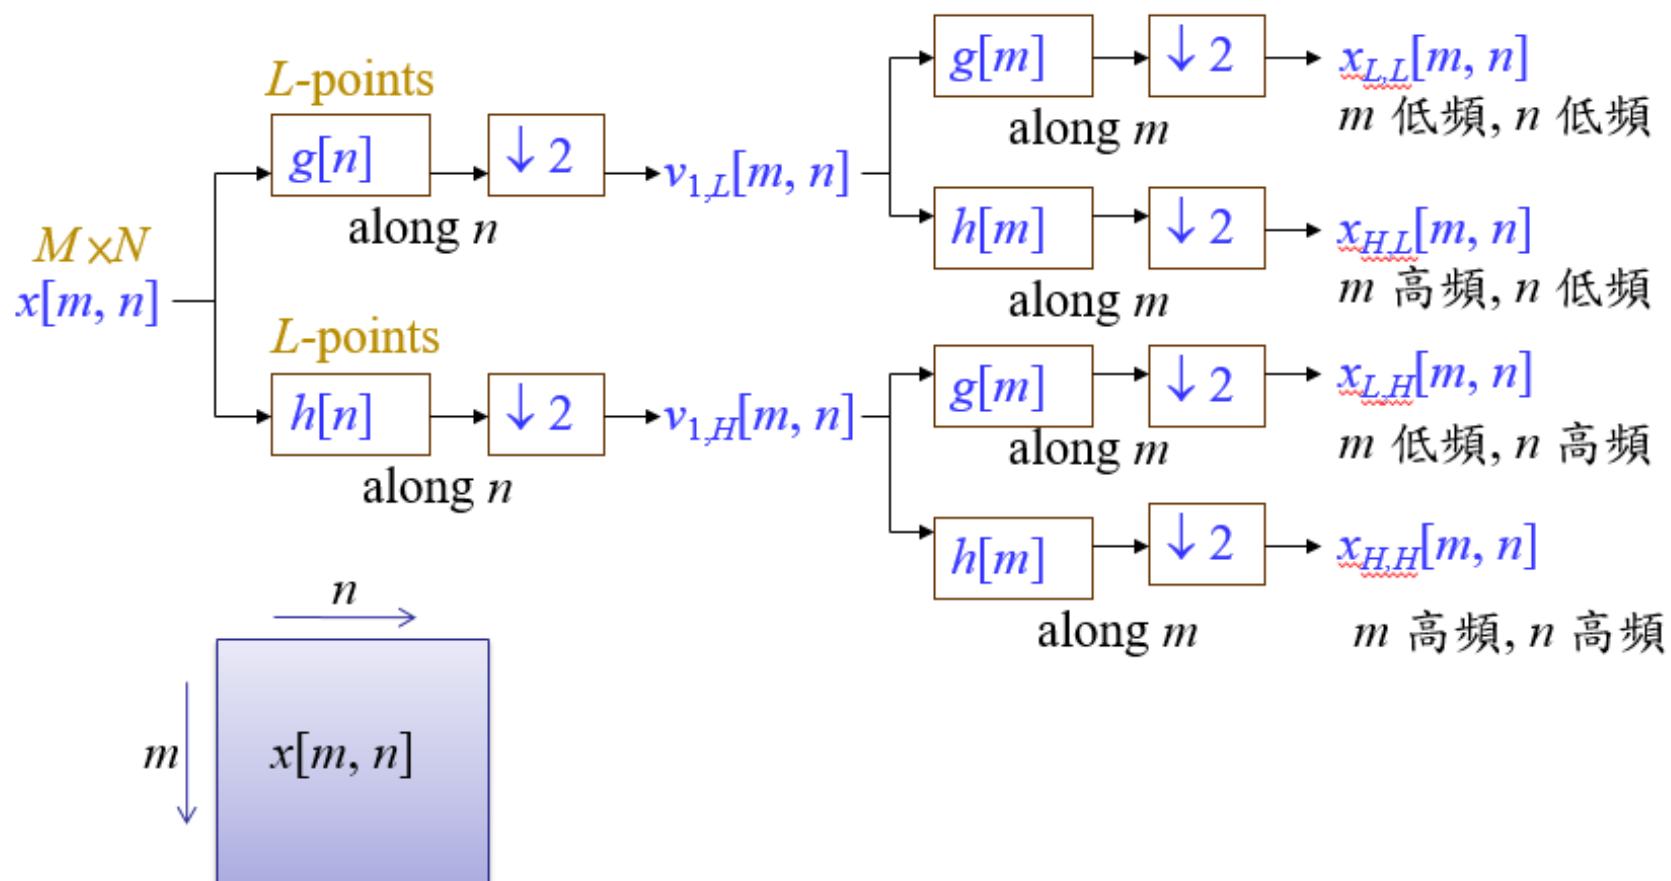 L-points
g[n]
↓2
along n
v1,L[m, n]
M×N
x[m, n]
L-points
h[n]
↓2
along n
v1,H[m, n]
g[m]
↓2
along m
xL,L[m, n]
m 低頻, n 低頻
h[m]
↓2
along m
xH,L[m, n]
m 高頻, n 低頻
g[m]
↓2
along m
xL,H[m, n]
m 低頻, n 高頻
h[m]
↓2
along m
xH,H[m, n]
m 高頻, n 高頻
n
m
x[m, n]